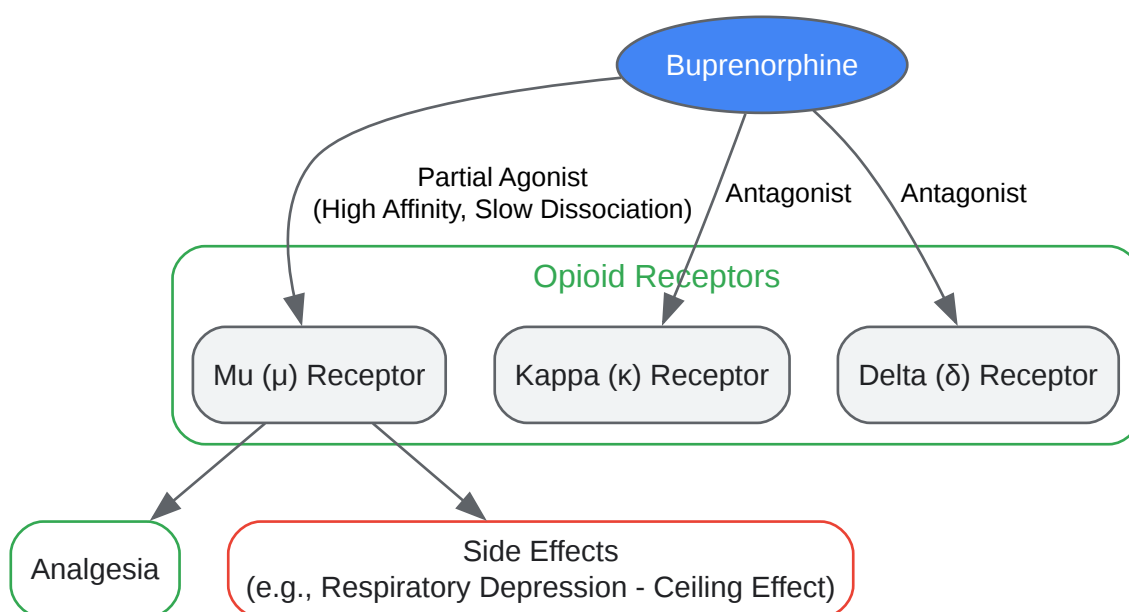 Buprenorphine
Partial Agonist
(High Affinity, Slow Dissociation)
Antagonist
Antagonist
Opioid Receptors
Mu (μ) Receptor
Kappa (κ) Receptor
Delta (δ) Receptor
Analgesia
Side Effects
(e.g., Respiratory Depression - Ceiling Effect)